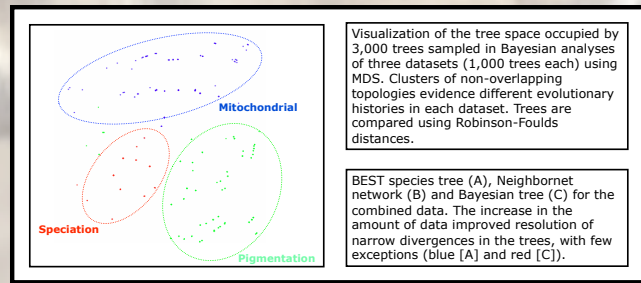 Mitochondrial
Speciation
Pigmentation
Visualization of the tree space occupied by
3,000 trees sampled in Bayesian analyses
of three datasets (1,000 trees each) using
MDS. Clusters of non-overlapping
topologies evidence different evolutionary
histories in each dataset. Trees are
compared using Robinson-Foulds
distances.
BEST species tree (A), Neighbornet
network (B) and Bayesian tree (C) for the
combined data. The increase in the
amount of data improved resolution of
narrow divergences in the trees, with few
exceptions (blue [A] and red [C]).